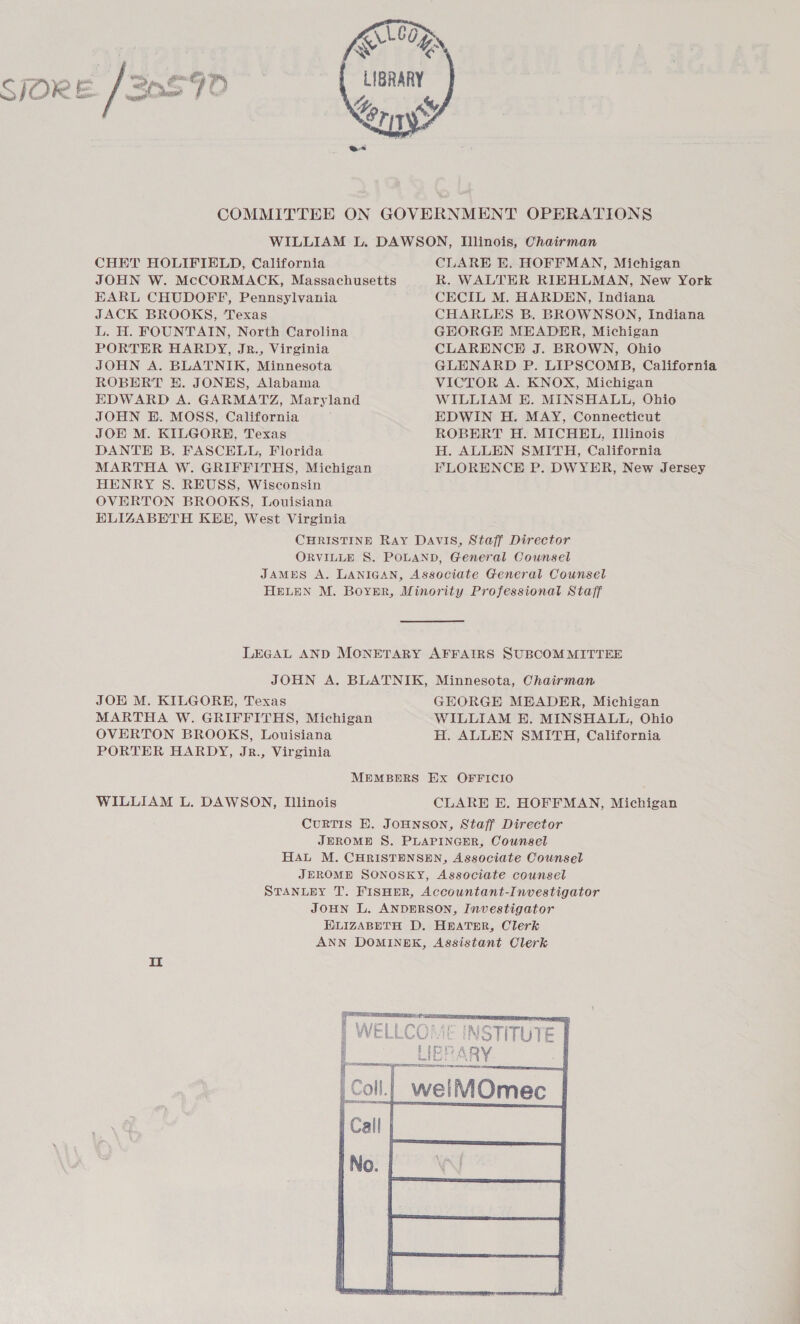 WELLCOME
LIBRARY
Verity
SJORE /30590
COMMITTEE ON GOVERNMENT OPERATIONS
WILLIAM L. DAWSON, Illinois, Chairman
CHET HOLIFIELD, California
JOHN W. McCORMACK, Massachusetts
EARL CHUDOFF, Pennsylvania
JACK BROOKS, Texas
L. H. FOUNTAIN, North Carolina
PORTER HARDY, JR., Virginia
JOHN A. BLATNIK, Minnesota
ROBERT E. JONES, Alabama
EDWARD A. GARMATZ, Maryland
JOHN E. MOSS, California
JOE M. KILGORE, Texas
DANTE B. FASCELL, Florida
MARTHA W. GRIFFITHS, Michigan
HENRY S. REUSS, Wisconsin
OVERTON BROOKS, Louisiana
ELIZABETH KEE, West Virginia
CLARE E. HOFFMAN, Michigan
R. WALTER RIEHLMAN, New York
CECIL M. HARDEN, Indiana
CHARLES B. BROWNSON, Indiana
GEORGE MEADER, Michigan
CLARENCE J. BROWN, Ohio
GLENARD P. LIPSCOMB, California
VICTOR A. KNOX, Michigan
WILLIAM E. MINSHALL, Ohio
EDWIN H. MAY, Connecticut
ROBERT H. MICHEL, Illinois
H. ALLEN SMITH, California
FLORENCE P. DWYER, New Jersey
CHRISTINE RAY DAVIS, Staff Director
ORVILLE S. POLAND, General Counsel
JAMES A. LANIGAN, Associate General Counsel
HELEN M. BOYER, Minority Professional Staff
LEGAL AND MONETARY AFFAIRS SUBCOMMITTEE
JOHN A. BLATNIK, Minnesota, Chairman
JOE M. KILGORE, Texas
MARTHA W. GRIFFITHS, Michigan
OVERTON BROOKS, Louisiana
PORTER HARDY, JR., Virginia
GEORGE MEADER, Michigan
WILLIAM E. MINSHALL, Ohio
H. ALLEN SMITH, California
MEMBERS EX OFFICIO
WILLIAM L. DAWSON, Illinois
CLARE E. HOFFMAN, Michigan
CURTIS E. JOHNSON, Staff Director
JEROME S. PLAPINGER, Counsel
HAL M. CHRISTENSEN, Associate Counsel
JEROME SONOSKY, Associate counsel
STANLEY T. FISHER, Accountant-Investigator
JOHN L. ANDERSON, Investigator
ELIZABETH D. HEATER, Clerk
ANN DOMINEK, Assistant Clerk
II
WELLCOME INSTITUTE
LIBRARY
Coll. welMOmec
Call
No. W